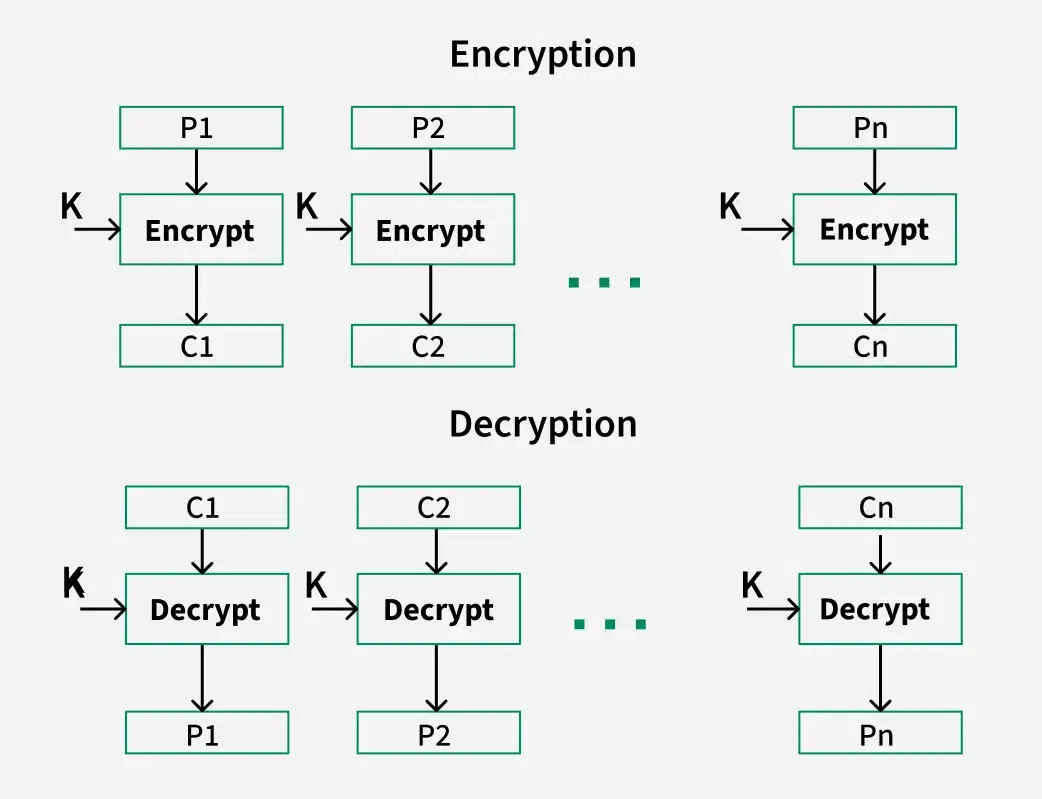 Encryption
P1 P2 Pn
K K K
Encrypt Encrypt Encrypt
C1 C2 Cn
Decryption
C1 C2 Cn
K K K
Decrypt Decrypt Decrypt
P1 P2 Pn